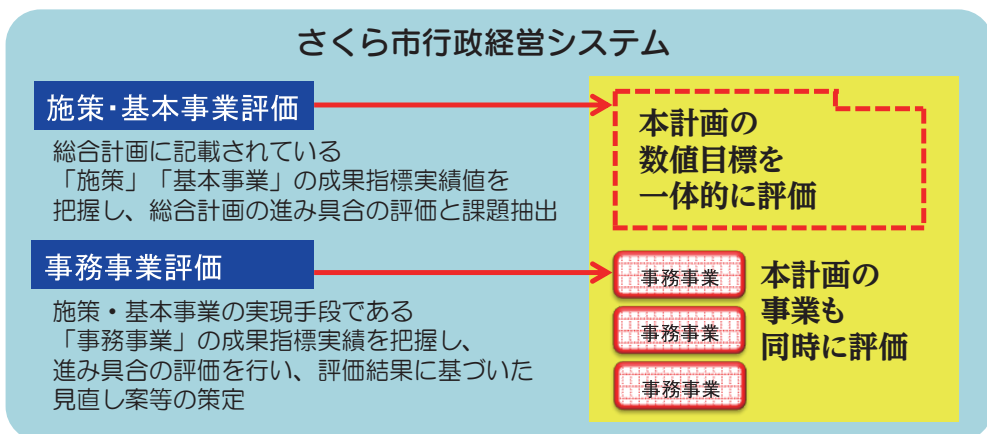 さくら市行政経営システム
施策・基本事業評価
総合計画に記載されている
「施策」「基本事業」の成果指標実績値を
把握し、総合計画の進み具合の評価と課題抽出
本計画の
数値目標を
一体的に評価
事務事業評価
施策・基本事業の実現手段である
「事務事業」の成果指標実績を把握し、
進み具合の評価を行い、評価結果に基づいた
見直し案等の策定
事務事業
事務事業
事務事業
本計画の
事業も
同時に評価